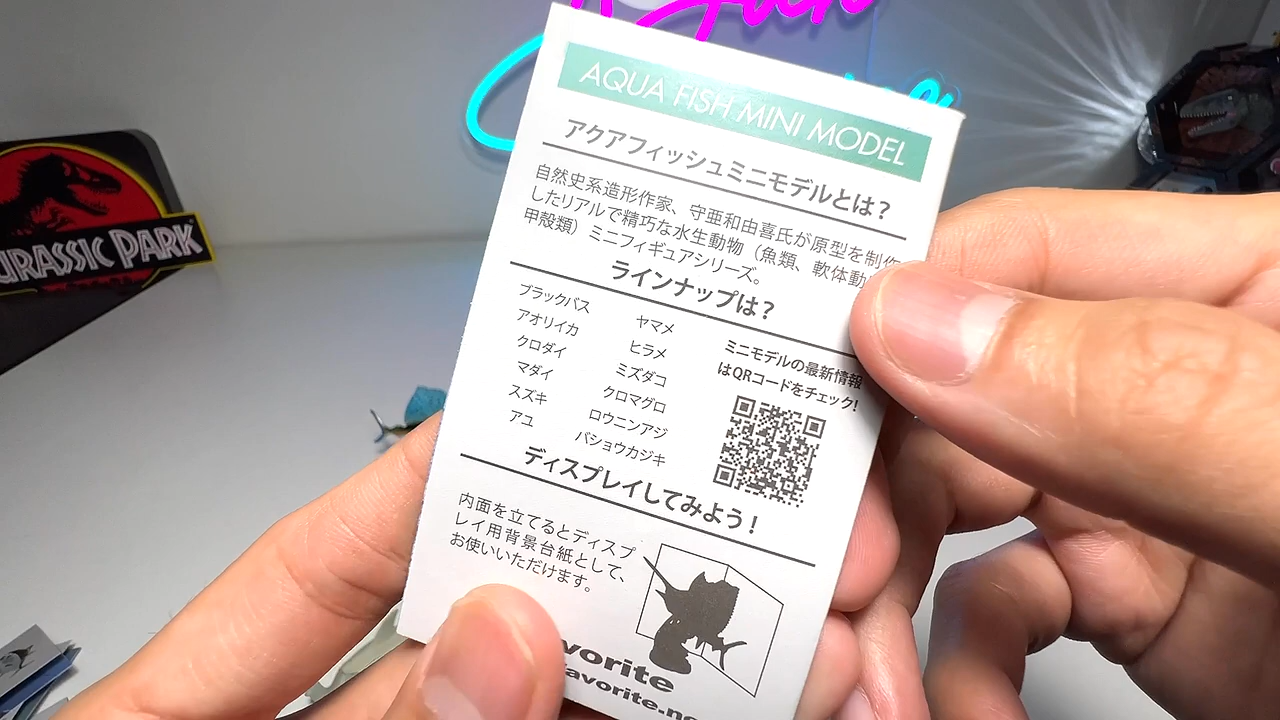 JURASSIC PARK
AQUA FISH MINI MODEL
アクアフィッシュミニモデルとは？
自然史系造形作家、守亜和由喜氏が原型を制作
したリアルで精巧な水生動物（魚類、軟体動
甲殻類）ミニフィギュアシリーズ。
ラインナップは？
ブラックバス
アオリイカ
クロダイ
マダイ
スズキ
アユ
ヤマメ
ヒラメ
ミズダコ
クロマグロ
ロウニンアジ
バショウカジキ
ミニモデルの最新情報
はQRコードをチェック！
ディスプレイしてみよう！
内面を立てるとディスプ
レイ用背景台紙として、
お使いいただけます。
vorite
avorite.ne